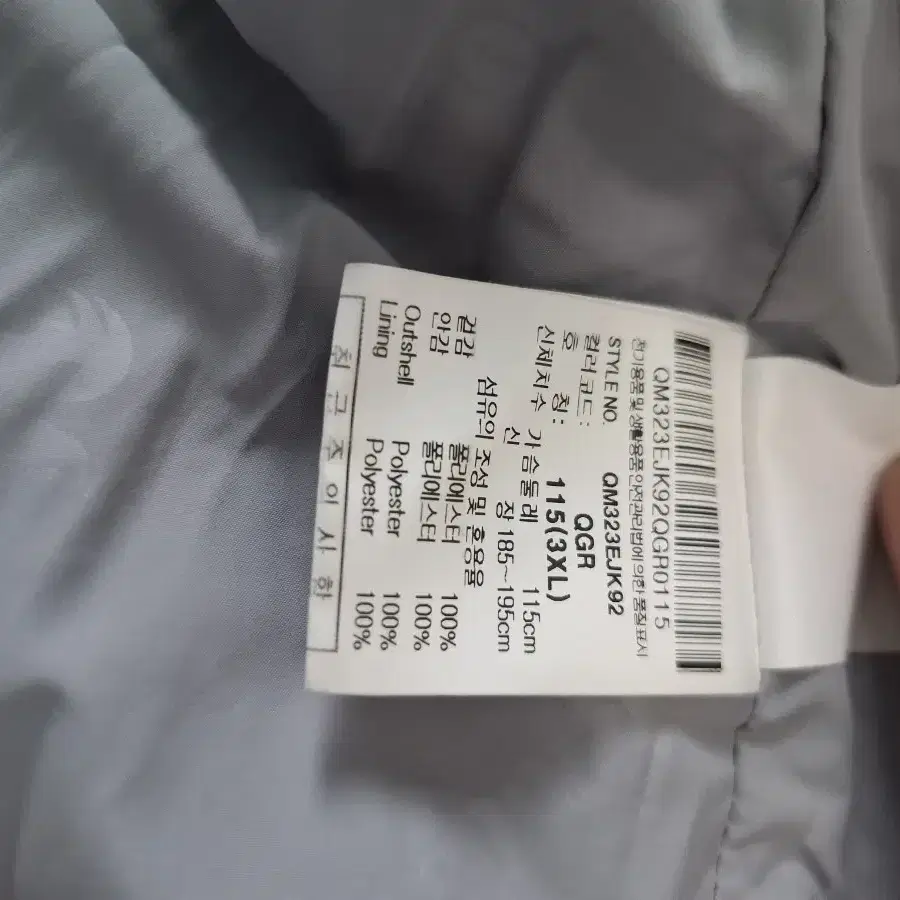 QM323EJK92QGR0115
전기용품 및 생활용품 안전관리법에 의한 품질표시
STYLE NO. QM323EJK92
컬러코드: QGR
호 칭: 115(3XL)
신체치수 가슴둘레 115cm
신 장 185~195cm
섬유의 조성 및 혼용율
겉감 폴리에스터 100%
안감 폴리에스터 100%
Outshell Polyester 100%
Lining Polyester 100%
취 급 주 의 사 항